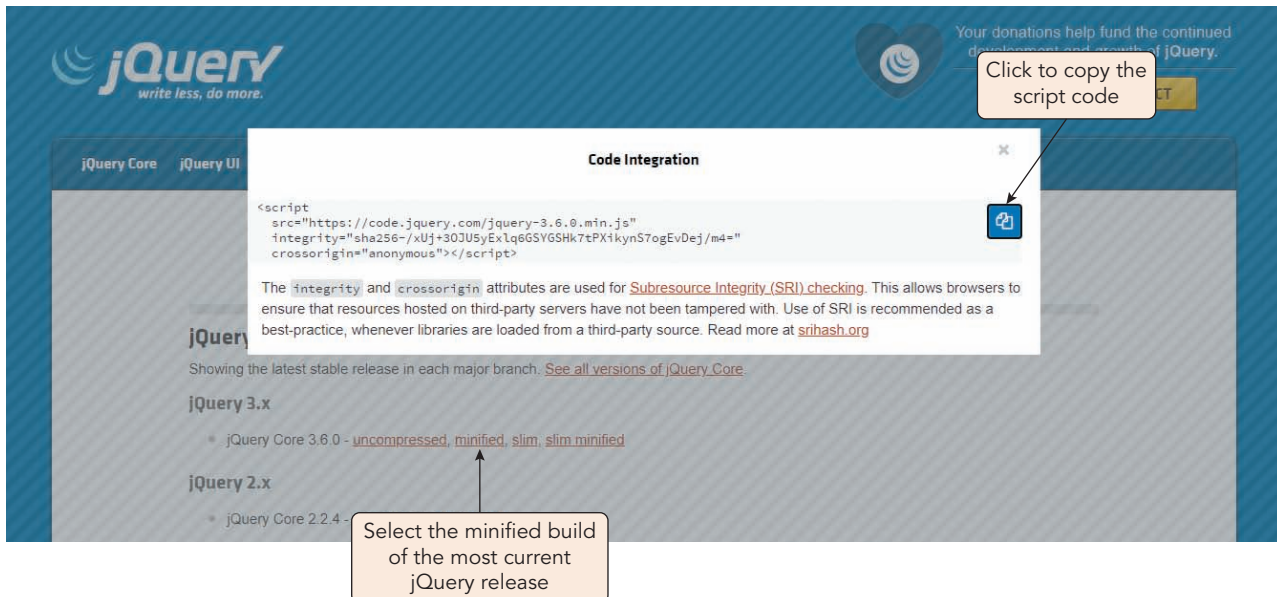 jQuery
write less, do more.
Your donations help fund the continued
development and growth of jQuery.
Click to copy the
script code
CT
jQuery Core jQuery UI
Code Integration
×
<script
src="https://code.jquery.com/jquery-3.6.0.min.js"
integrity="sha256-/xUj+3OJU5yExlq6GSYGSHk7tPXikynS7ogEvDej/m4="
crossorigin="anonymous"></script>
The integrity and crossorigin attributes are used for Subresource Integrity (SRI) checking. This allows browsers to
ensure that resources hosted on third-party servers have not been tampered with. Use of SRI is recommended as a
best-practice, whenever libraries are loaded from a third-party source. Read more at srihash.org
jQuery
Showing the latest stable release in each major branch. See all versions of jQuery Core.
jQuery 3.x
jQuery Core 3.6.0 - uncompressed, minified, slim, slim minified
jQuery 2.x
jQuery Core 2.2.4 -
Select the minified build
of the most current
jQuery release